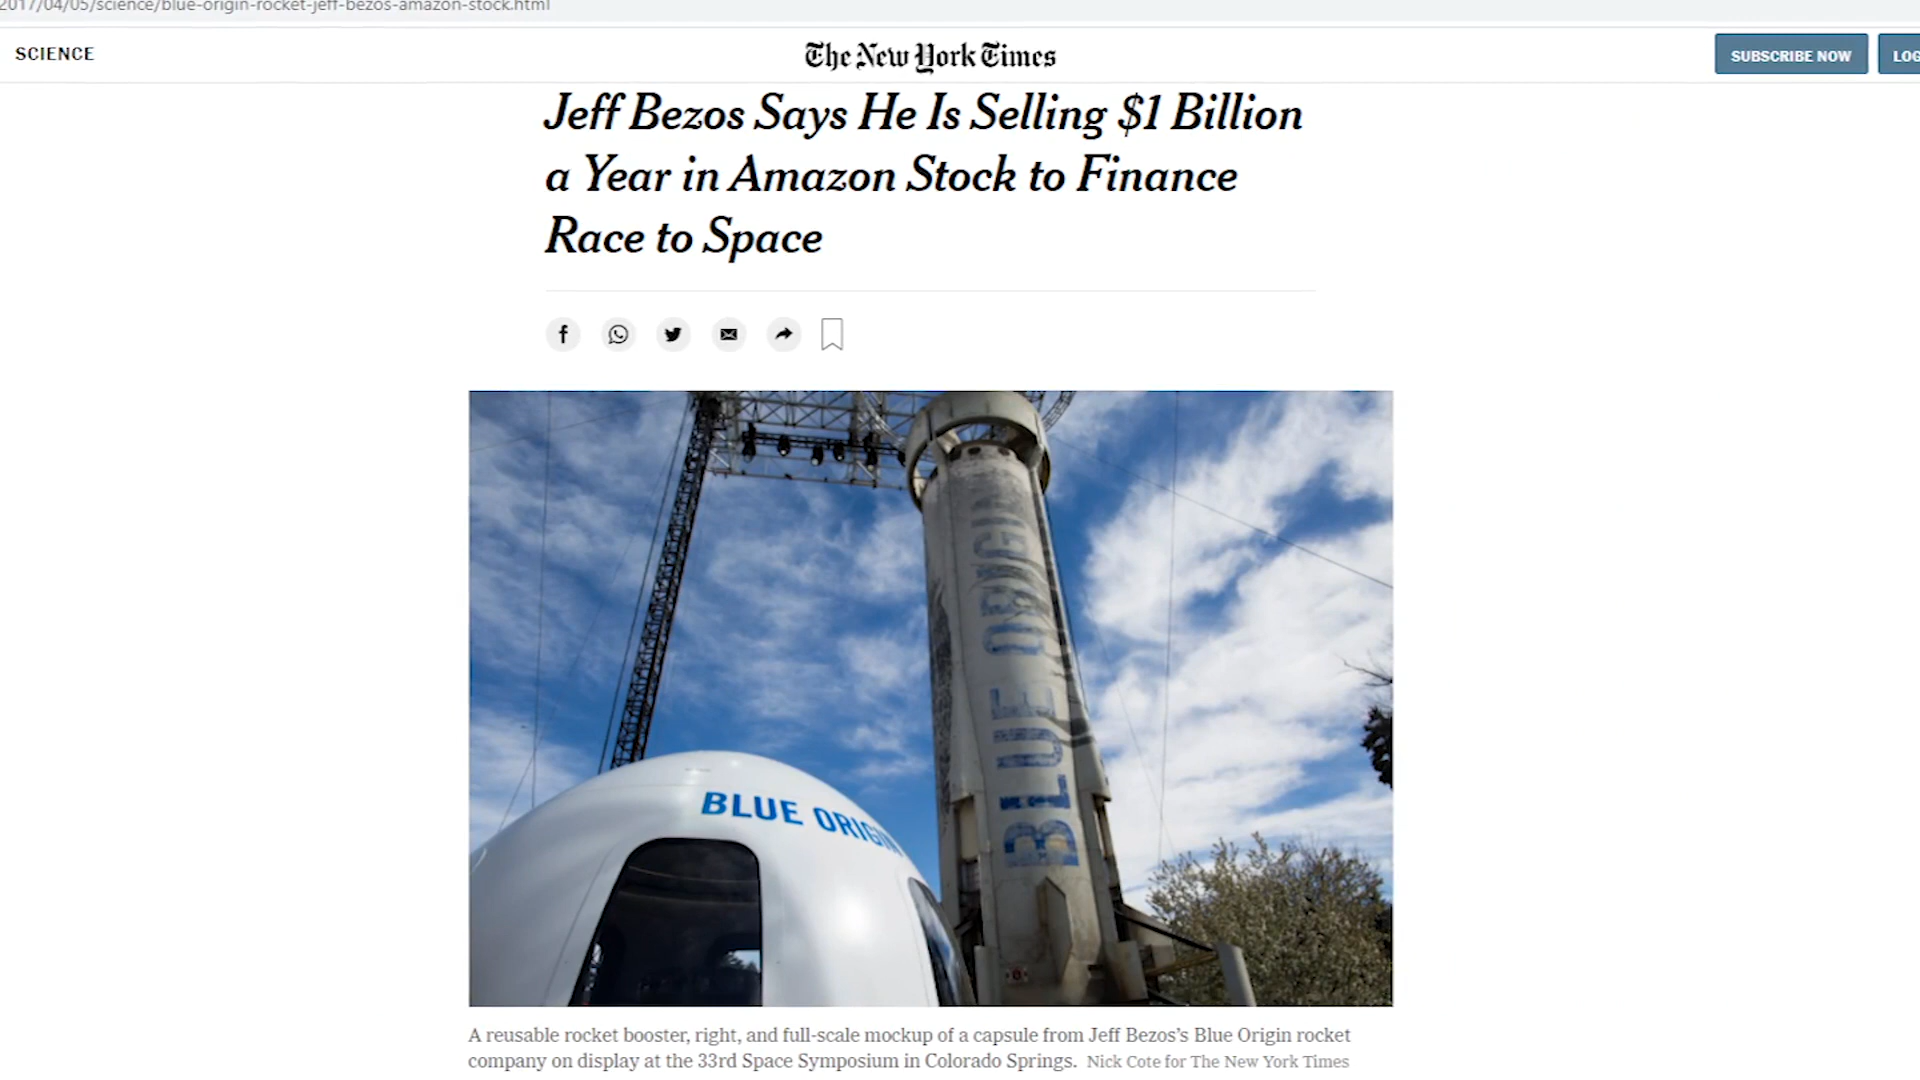 2017/04/05/science/blue-origin-rocket-jeff-bezos-amazon-stock.html
SCIENCE
The New York Times
SUBSCRIBE NOW
LOG
Jeff Bezos Says He Is Selling $1 Billion
a Year in Amazon Stock to Finance
Race to Space
BLUE ORIGIN
BLUE ORIGIN
A reusable rocket booster, right, and full-scale mockup of a capsule from Jeff Bezos’s Blue Origin rocket
company on display at the 33rd Space Symposium in Colorado Springs. Nick Cote for The New York Times